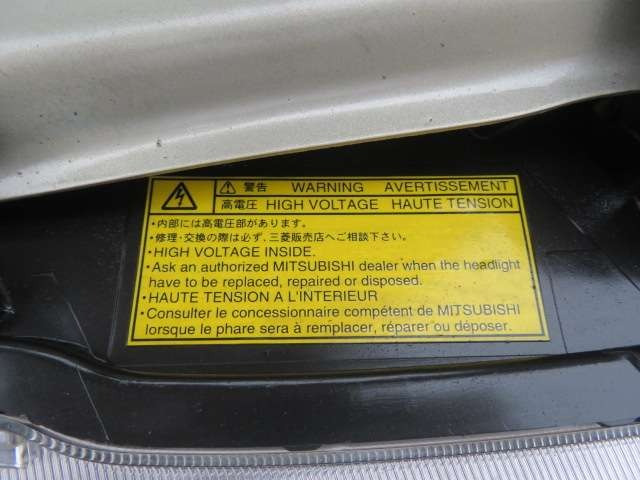 警告 WARNING AVERTISSEMENT
高電圧 HIGH VOLTAGE HAUTE TENSION
・内部には高電圧部があります。
・修理・交換の際は必ず、三菱販売店へご相談下さい。
・HIGH VOLTAGE INSIDE.
・Ask an authorized MITSUBISHI dealer when the headlight
have to be replaced, repaired or disposed.
・HAUTE TENSION A L'INTERIEUR
・Consulter le concessionnaire compétent de MITSUBISHI
lorsque le phare sera à remplacer, réparer ou déposer.